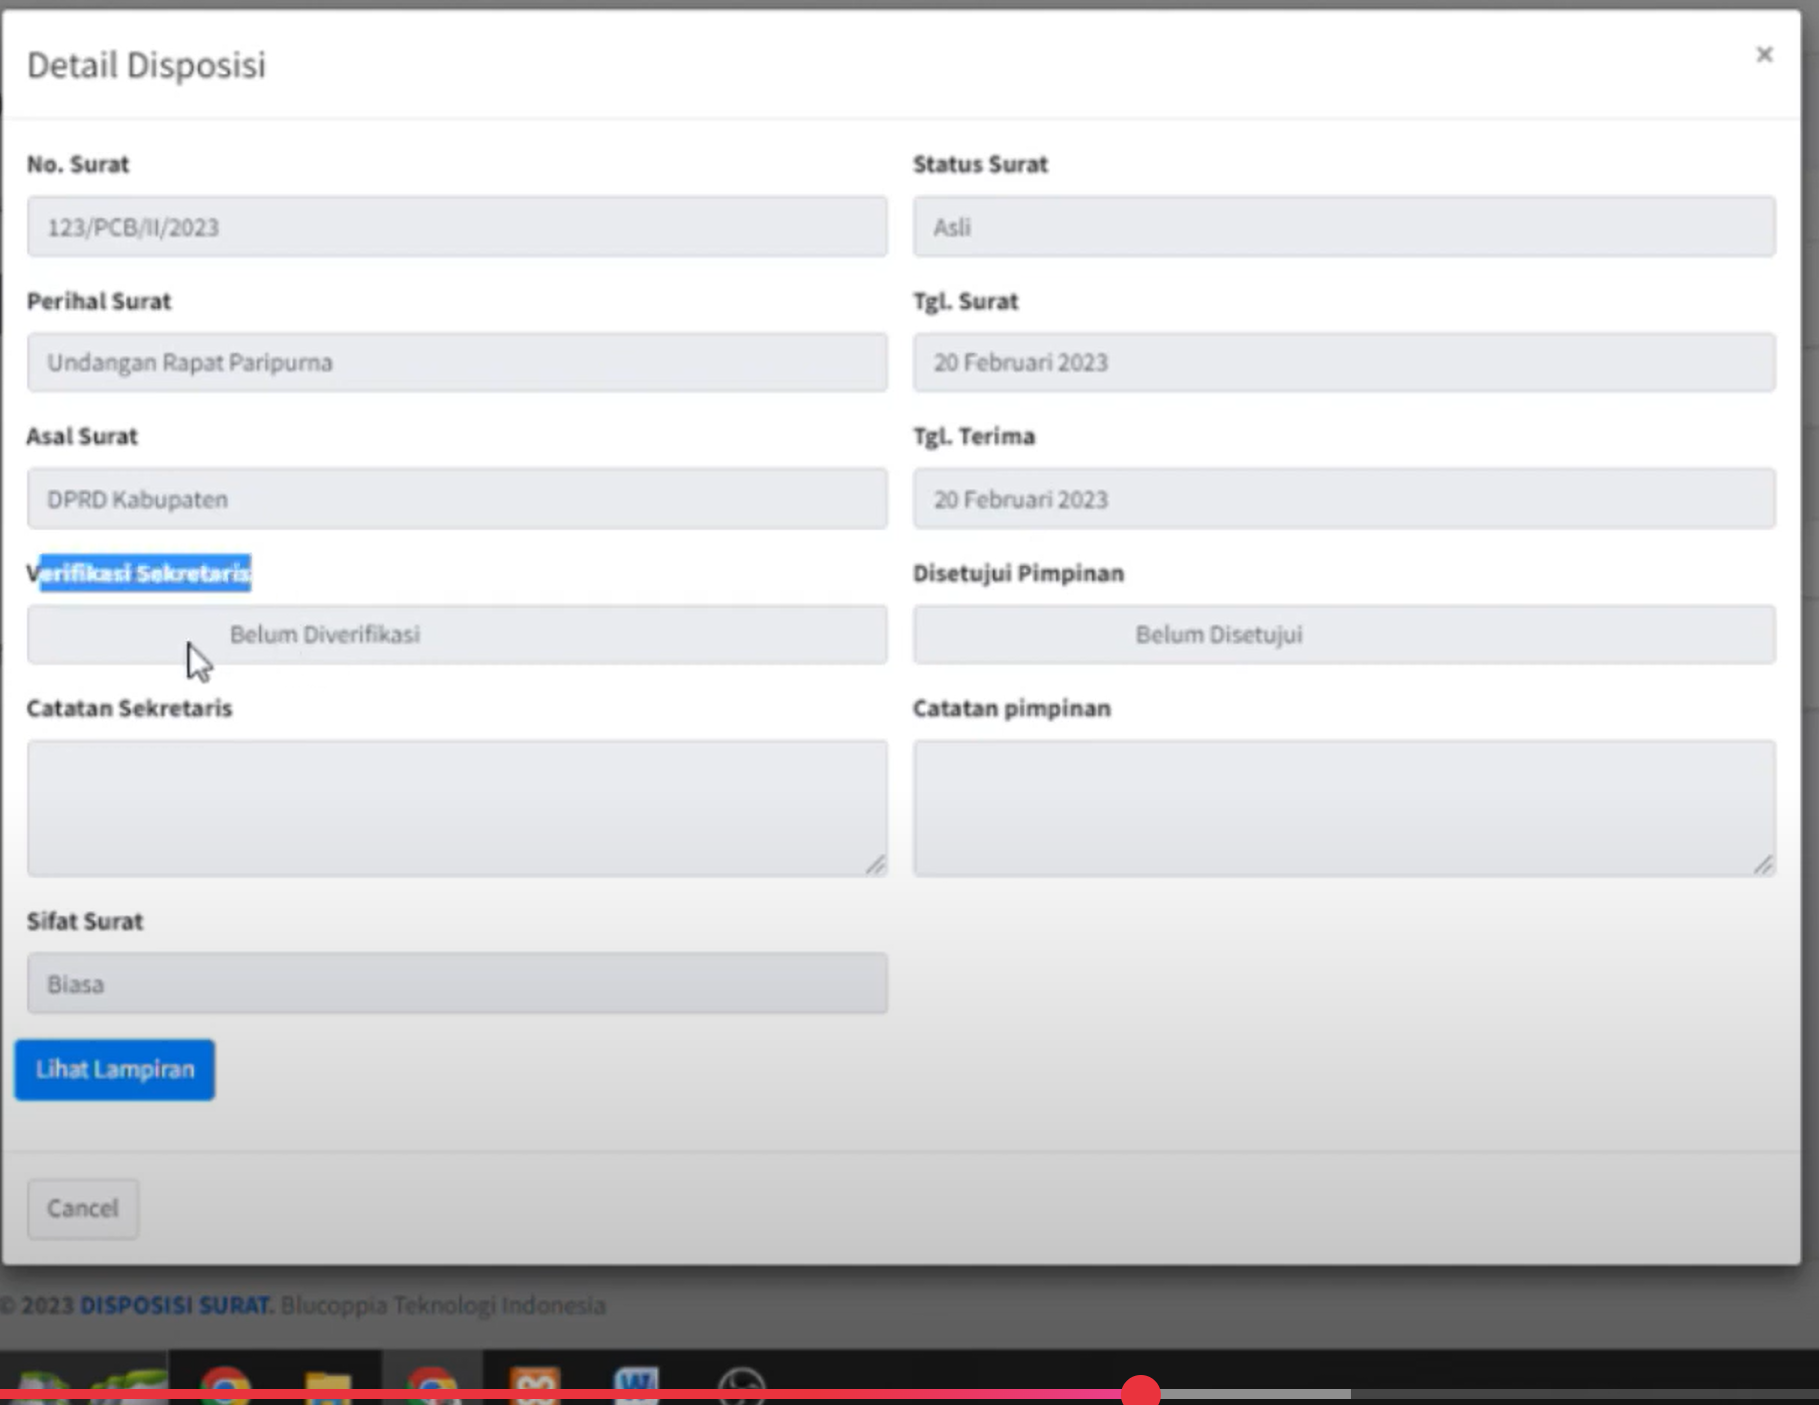 Detail Disposisi
×
No. Surat
Status Surat
123/PCB/II/2023
Asli
Perihal Surat
Tgl. Surat
Undangan Rapat Paripurna
20 Februari 2023
Asal Surat
Tgl. Terima
DPRD Kabupaten
20 Februari 2023
Verifikasi Sekretaris
Disetujui Pimpinan
Belum Diverifikasi
Belum Disetujui
Catatan Sekretaris
Catatan pimpinan
Sifat Surat
Biasa
Lihat Lampiran
Cancel
© 2023 DISPOSISI SURAT. Blucoppia Teknologi Indonesia